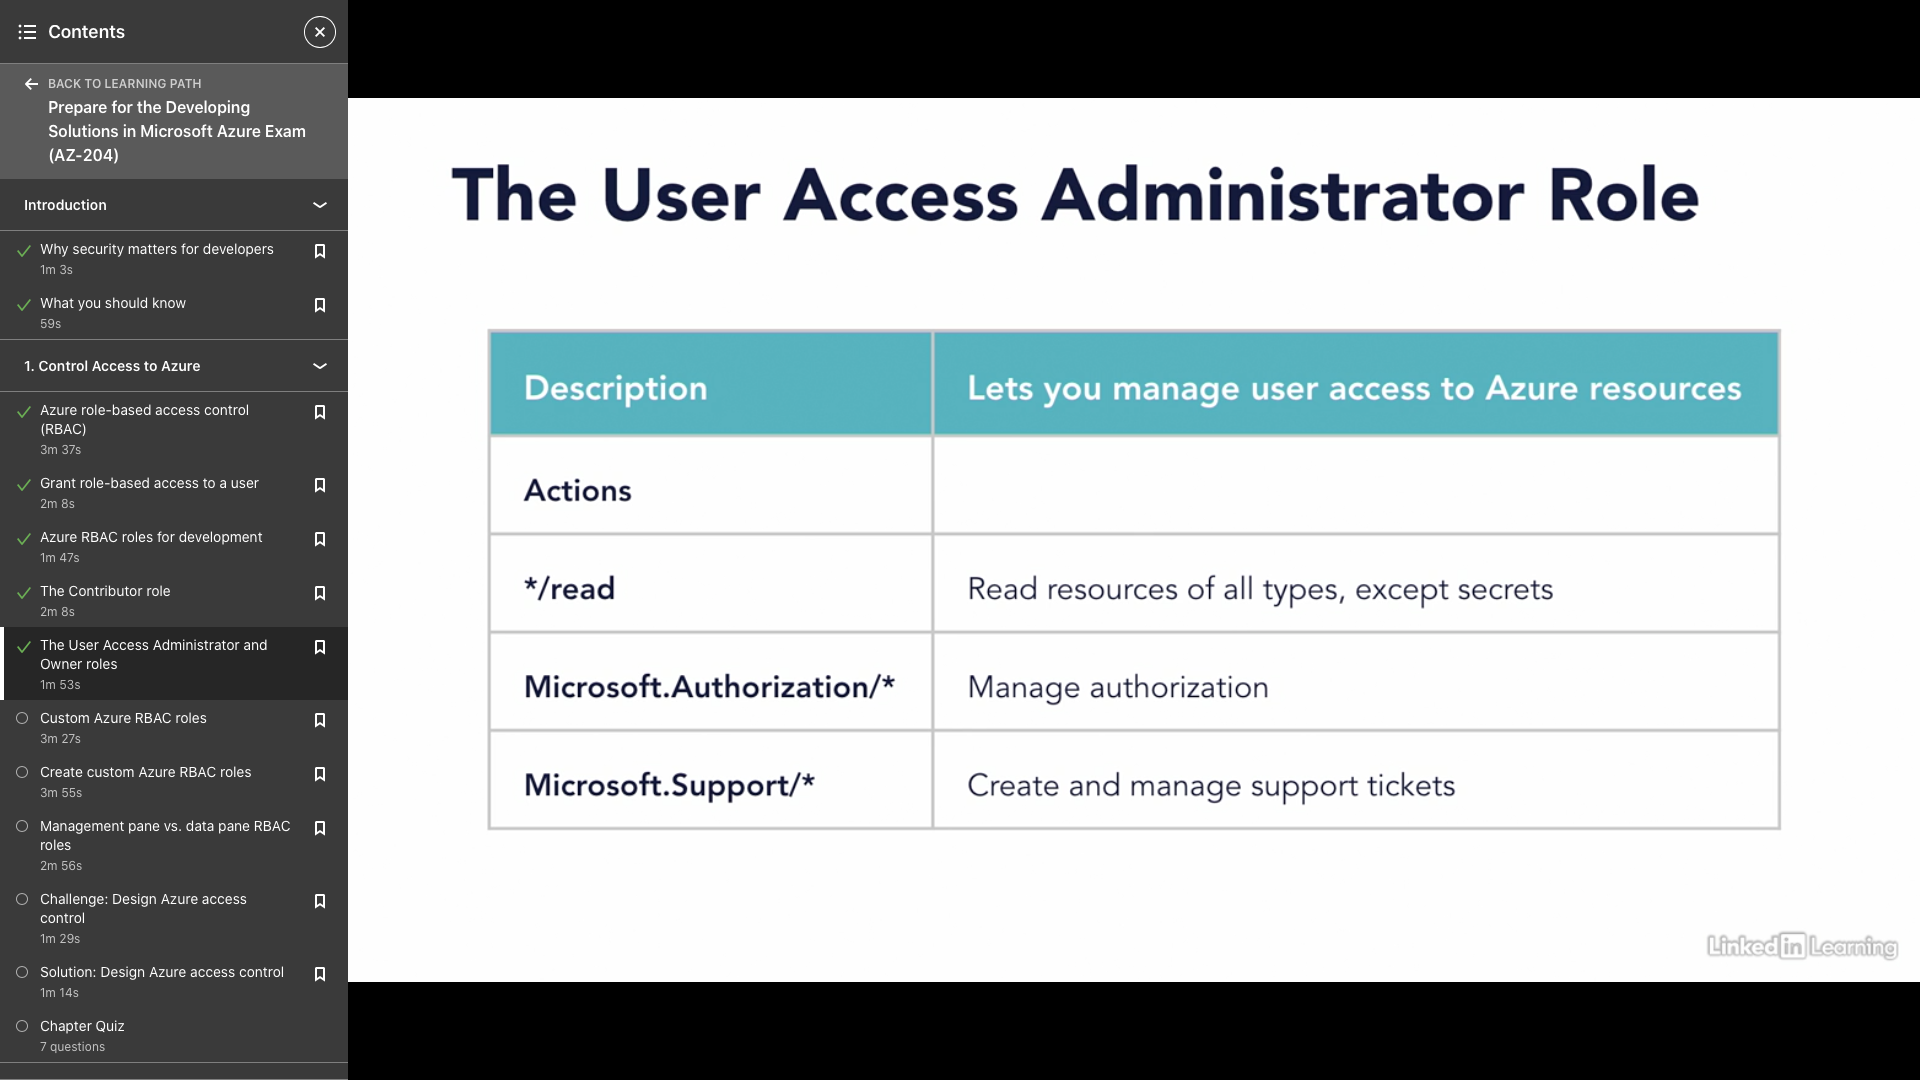 Contents
BACK TO LEARNING PATH
Prepare for the Developing
Solutions in Microsoft Azure Exam
(AZ-204)
Introduction
Why security matters for developers
1m 3s
What you should know
59s
1. Control Access to Azure
Azure role-based access control
(RBAC)
3m 37s
Grant role-based access to a user
2m 8s
Azure RBAC roles for development
1m 47s
The Contributor role
2m 8s
The User Access Administrator and
Owner roles
1m 53s
Custom Azure RBAC roles
3m 27s
Create custom Azure RBAC roles
3m 55s
Management pane vs. data pane RBAC
roles
2m 56s
Challenge: Design Azure access
control
1m 29s
Solution: Design Azure access control
1m 14s
Chapter Quiz
7 questions
The User Access Administrator Role
Description Lets you manage user access to Azure resources
Actions
*/read Read resources of all types, except secrets
Microsoft.Authorization/* Manage authorization
Microsoft.Support/* Create and manage support tickets
LinkedIn Learning